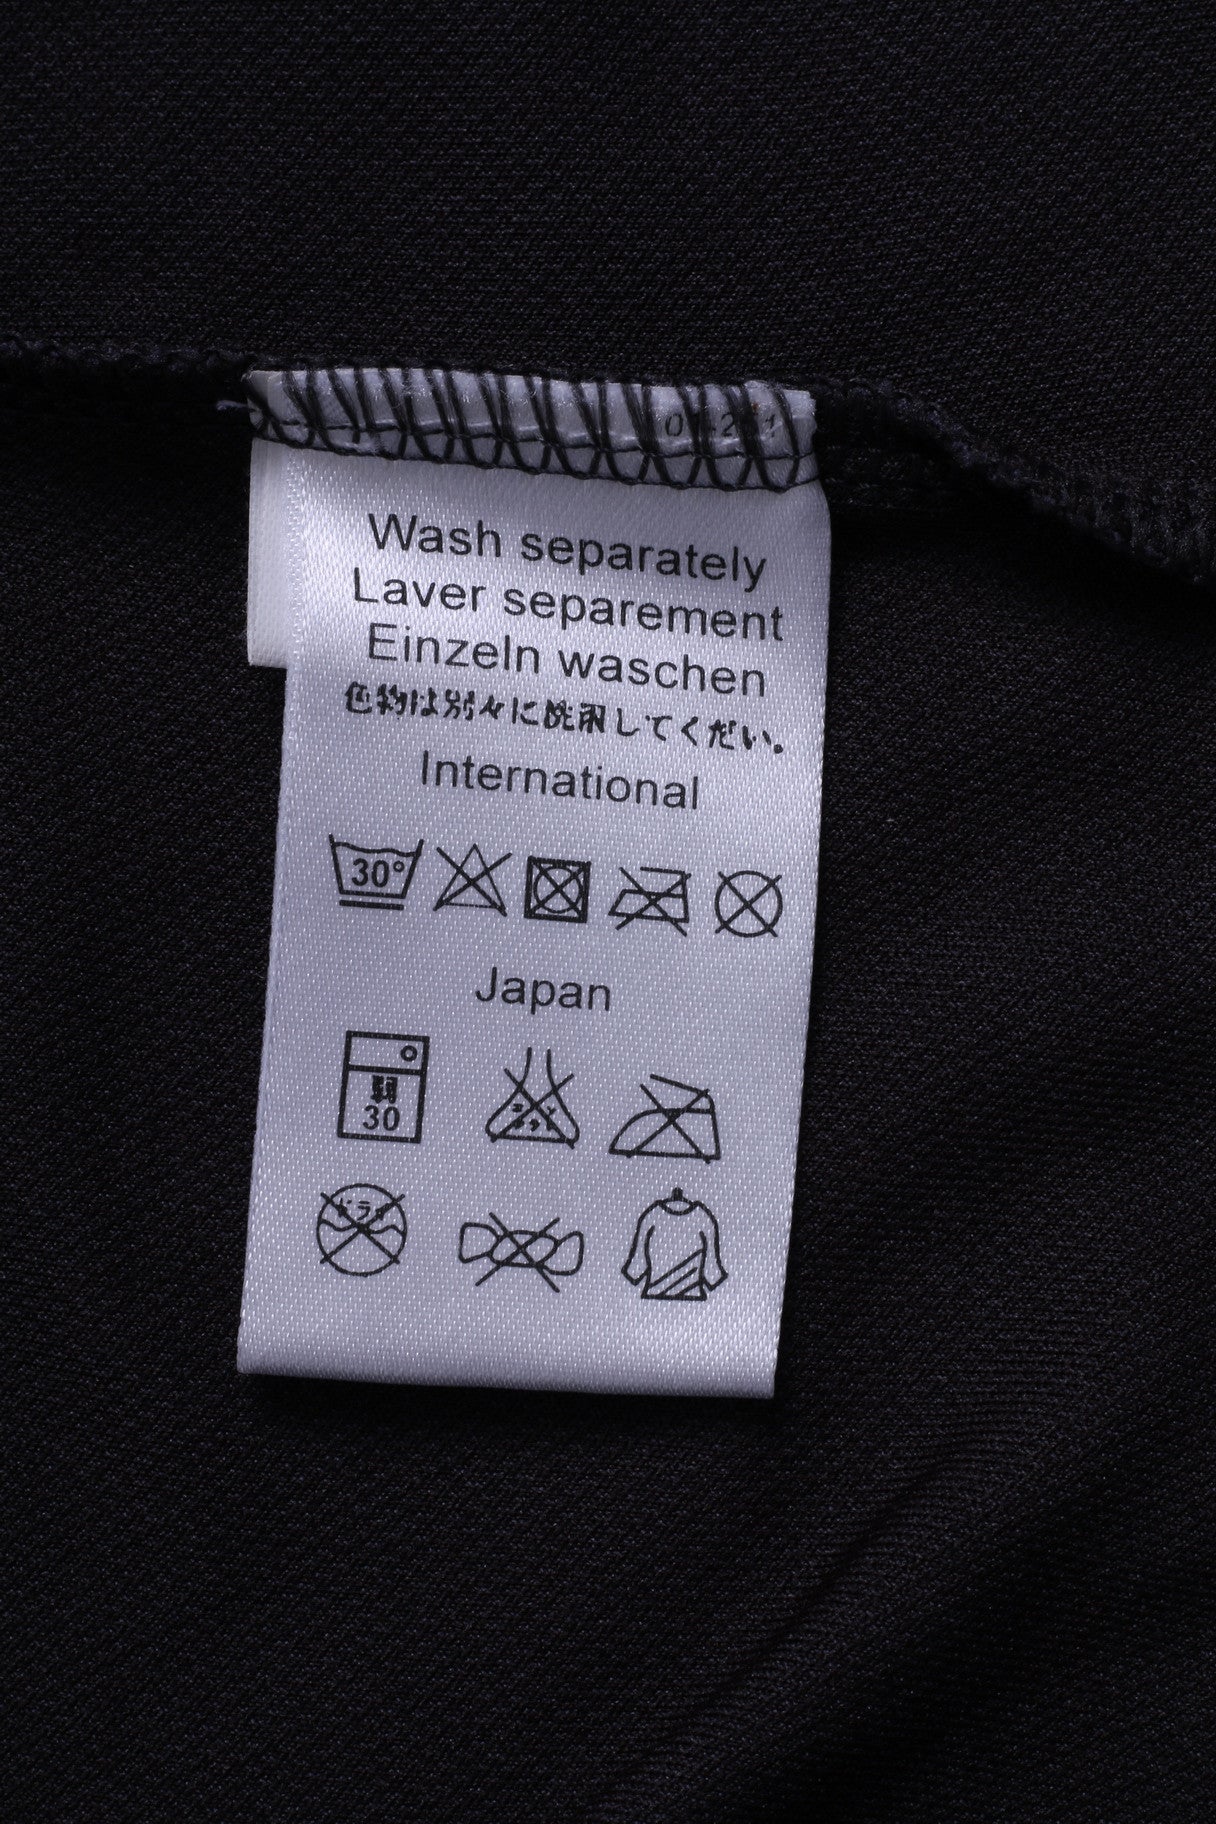 Wash separately
Laver separement
Einzeln waschen
色物は別々に洗濯してください。
International
30°
Japan
弱
30